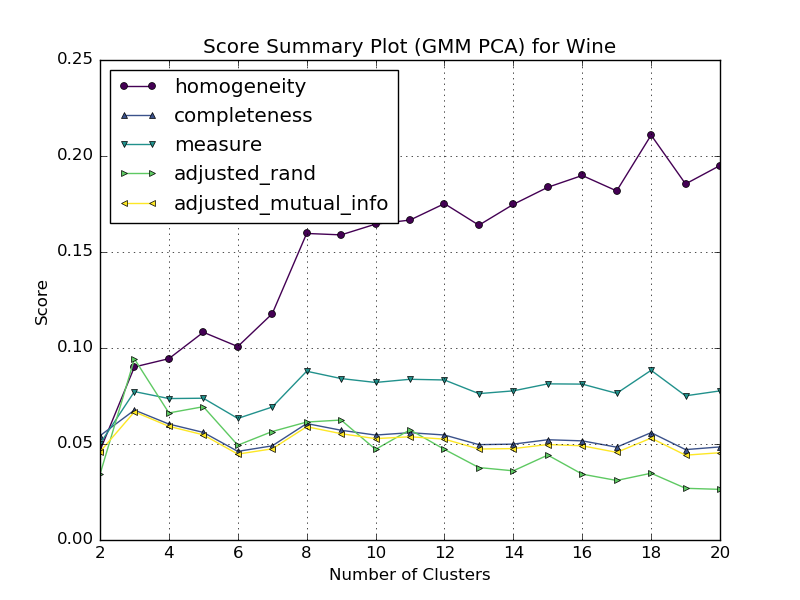 Score Summary Plot (GMM PCA) for Wine
0.25
homogeneity
completeness
measure
adjusted_rand
adjusted_mutual_info
0.20
0.15
0.10
0.05
0.00
Score
2 4 6 8 10 12 14 16 18 20
Number of Clusters